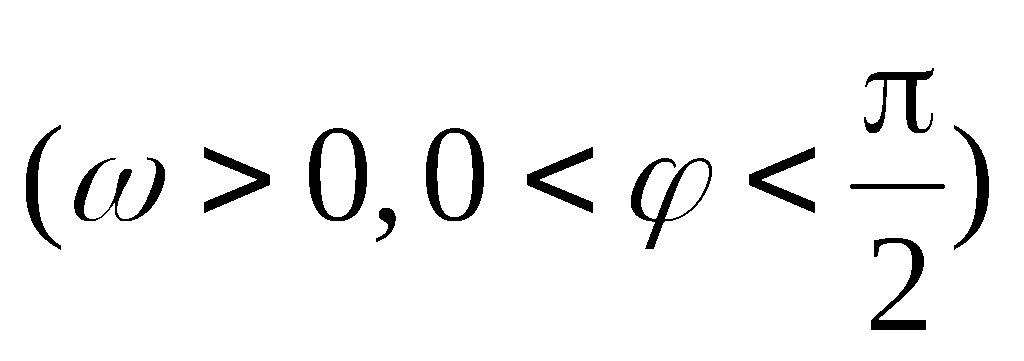 (ω > 0, 0 < φ < π/2)